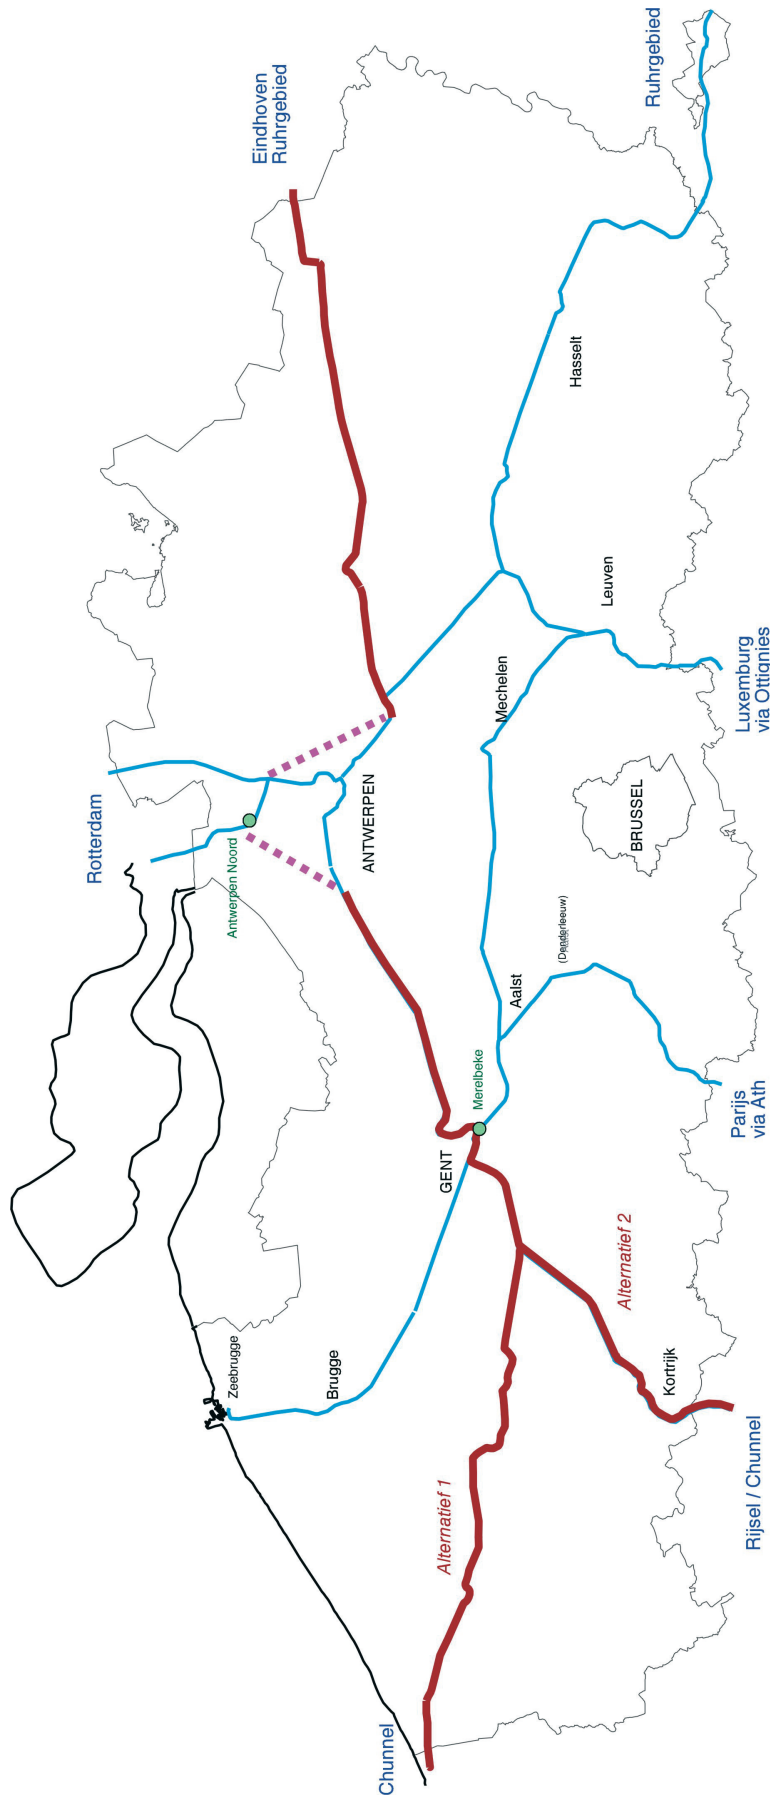 Eindhoven
Ruhrgebied
Ruhrgebied
Hasselt
Leuven
Mechelen
Luxemburg
via Ottignies
Rotterdam
Antwerpen Noord
ANTWERPEN
BRUSSEL
(Denderleeuw)
Aalst
Merelbeke
Parijs
via Ath
GENT
Alternatief 2
Zeebrugge
Brugge
Kortrijk
Alternatief 1
Rijsel / Chunnel
Chunnel